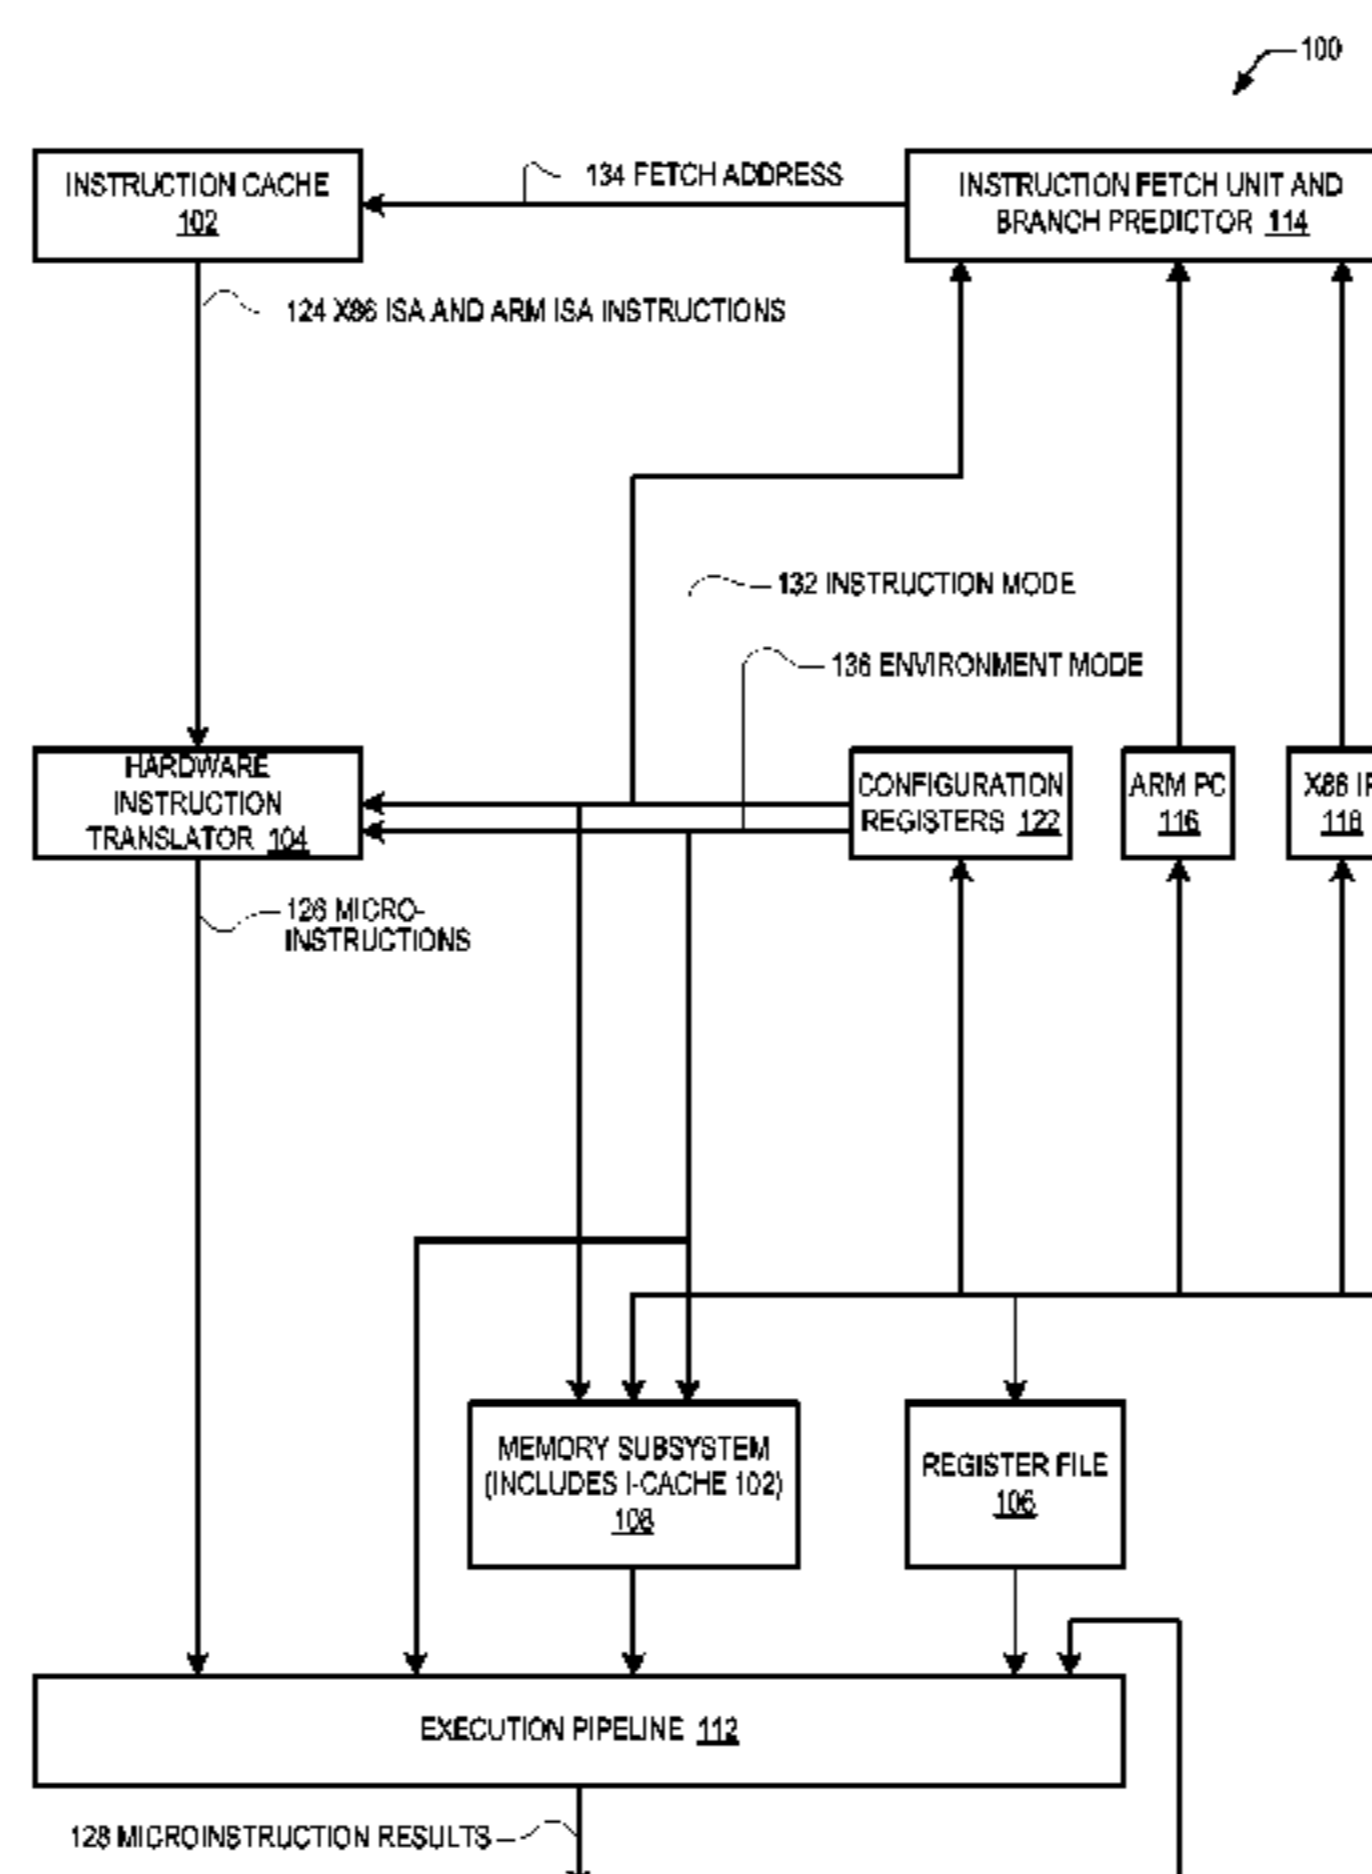 100
INSTRUCTION CACHE
102
134 FETCH ADDRESS
INSTRUCTION FETCH UNIT AND
BRANCH PREDICTOR 114
124 X86 ISA AND ARM ISA INSTRUCTIONS
132 INSTRUCTION MODE
136 ENVIRONMENT MODE
HARDWARE
INSTRUCTION
TRANSLATOR 104
CONFIGURATION
REGISTERS 122
ARM PC
116
X86 IP
118
126 MICRO-
INSTRUCTIONS
MEMORY SUBSYSTEM
(INCLUDES I-CACHE 102)
108
REGISTER FILE
106
EXECUTION PIPELINE 112
128 MICROINSTRUCTION RESULTS